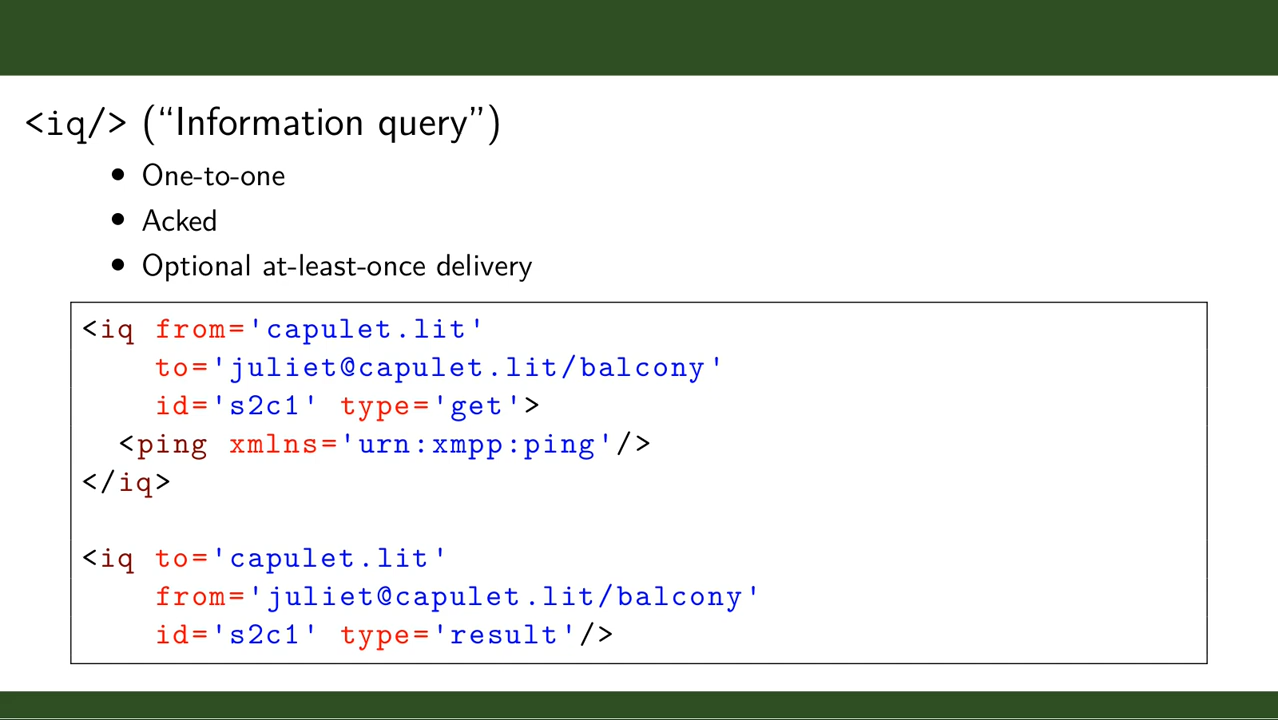 <iq/> (“Information query”)
• One-to-one
• Acked
• Optional at-least-once delivery
<iq from='capulet.lit'
    to='juliet@capulet.lit/balcony'
    id='s2c1' type='get'>
  <ping xmlns='urn:xmpp:ping'/>
</iq>
<iq to='capulet.lit'
    from='juliet@capulet.lit/balcony'
    id='s2c1' type='result'/>